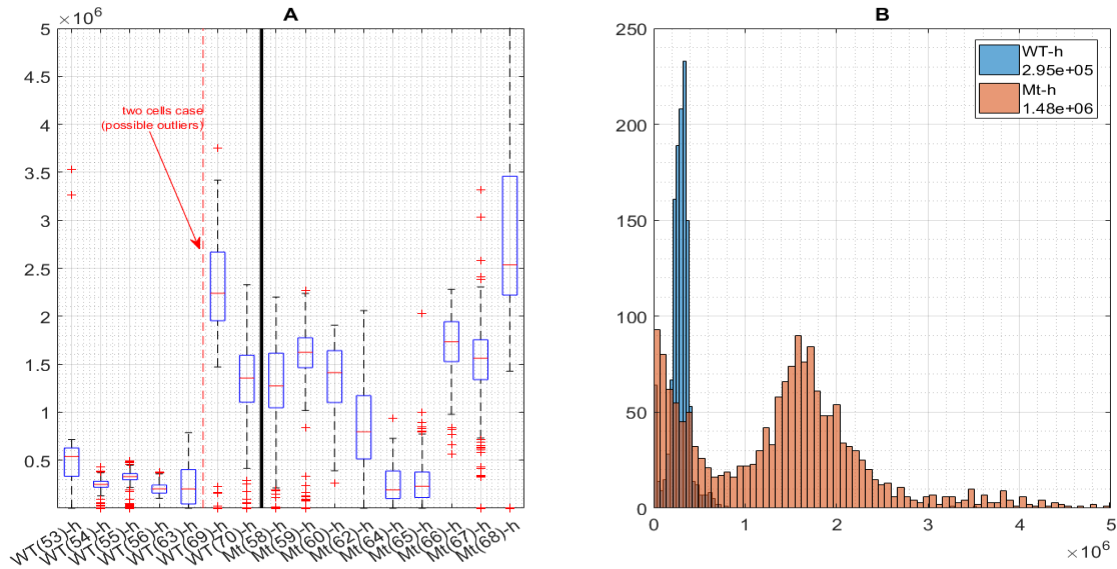 A
×10^6
5
4.5
4
3.5
3
2.5
2
1.5
1
0.5
two cells case
(possible outliers)
WT(53)-h
WT(54)-h
WT(55)-h
WT(56)-h
WT(63)-h
WT(69)-h
WT(70)-h
Mt(58)-h
Mt(59)-h
Mt(60)-h
Mt(62)-h
Mt(64)-h
Mt(65)-h
Mt(66)-h
Mt(67)-h
Mt(68)-h
B
250
200
150
100
50
0
WT-h
2.95e+05
Mt-h
1.48e+06
0 1 2 3 4 5
×10^6